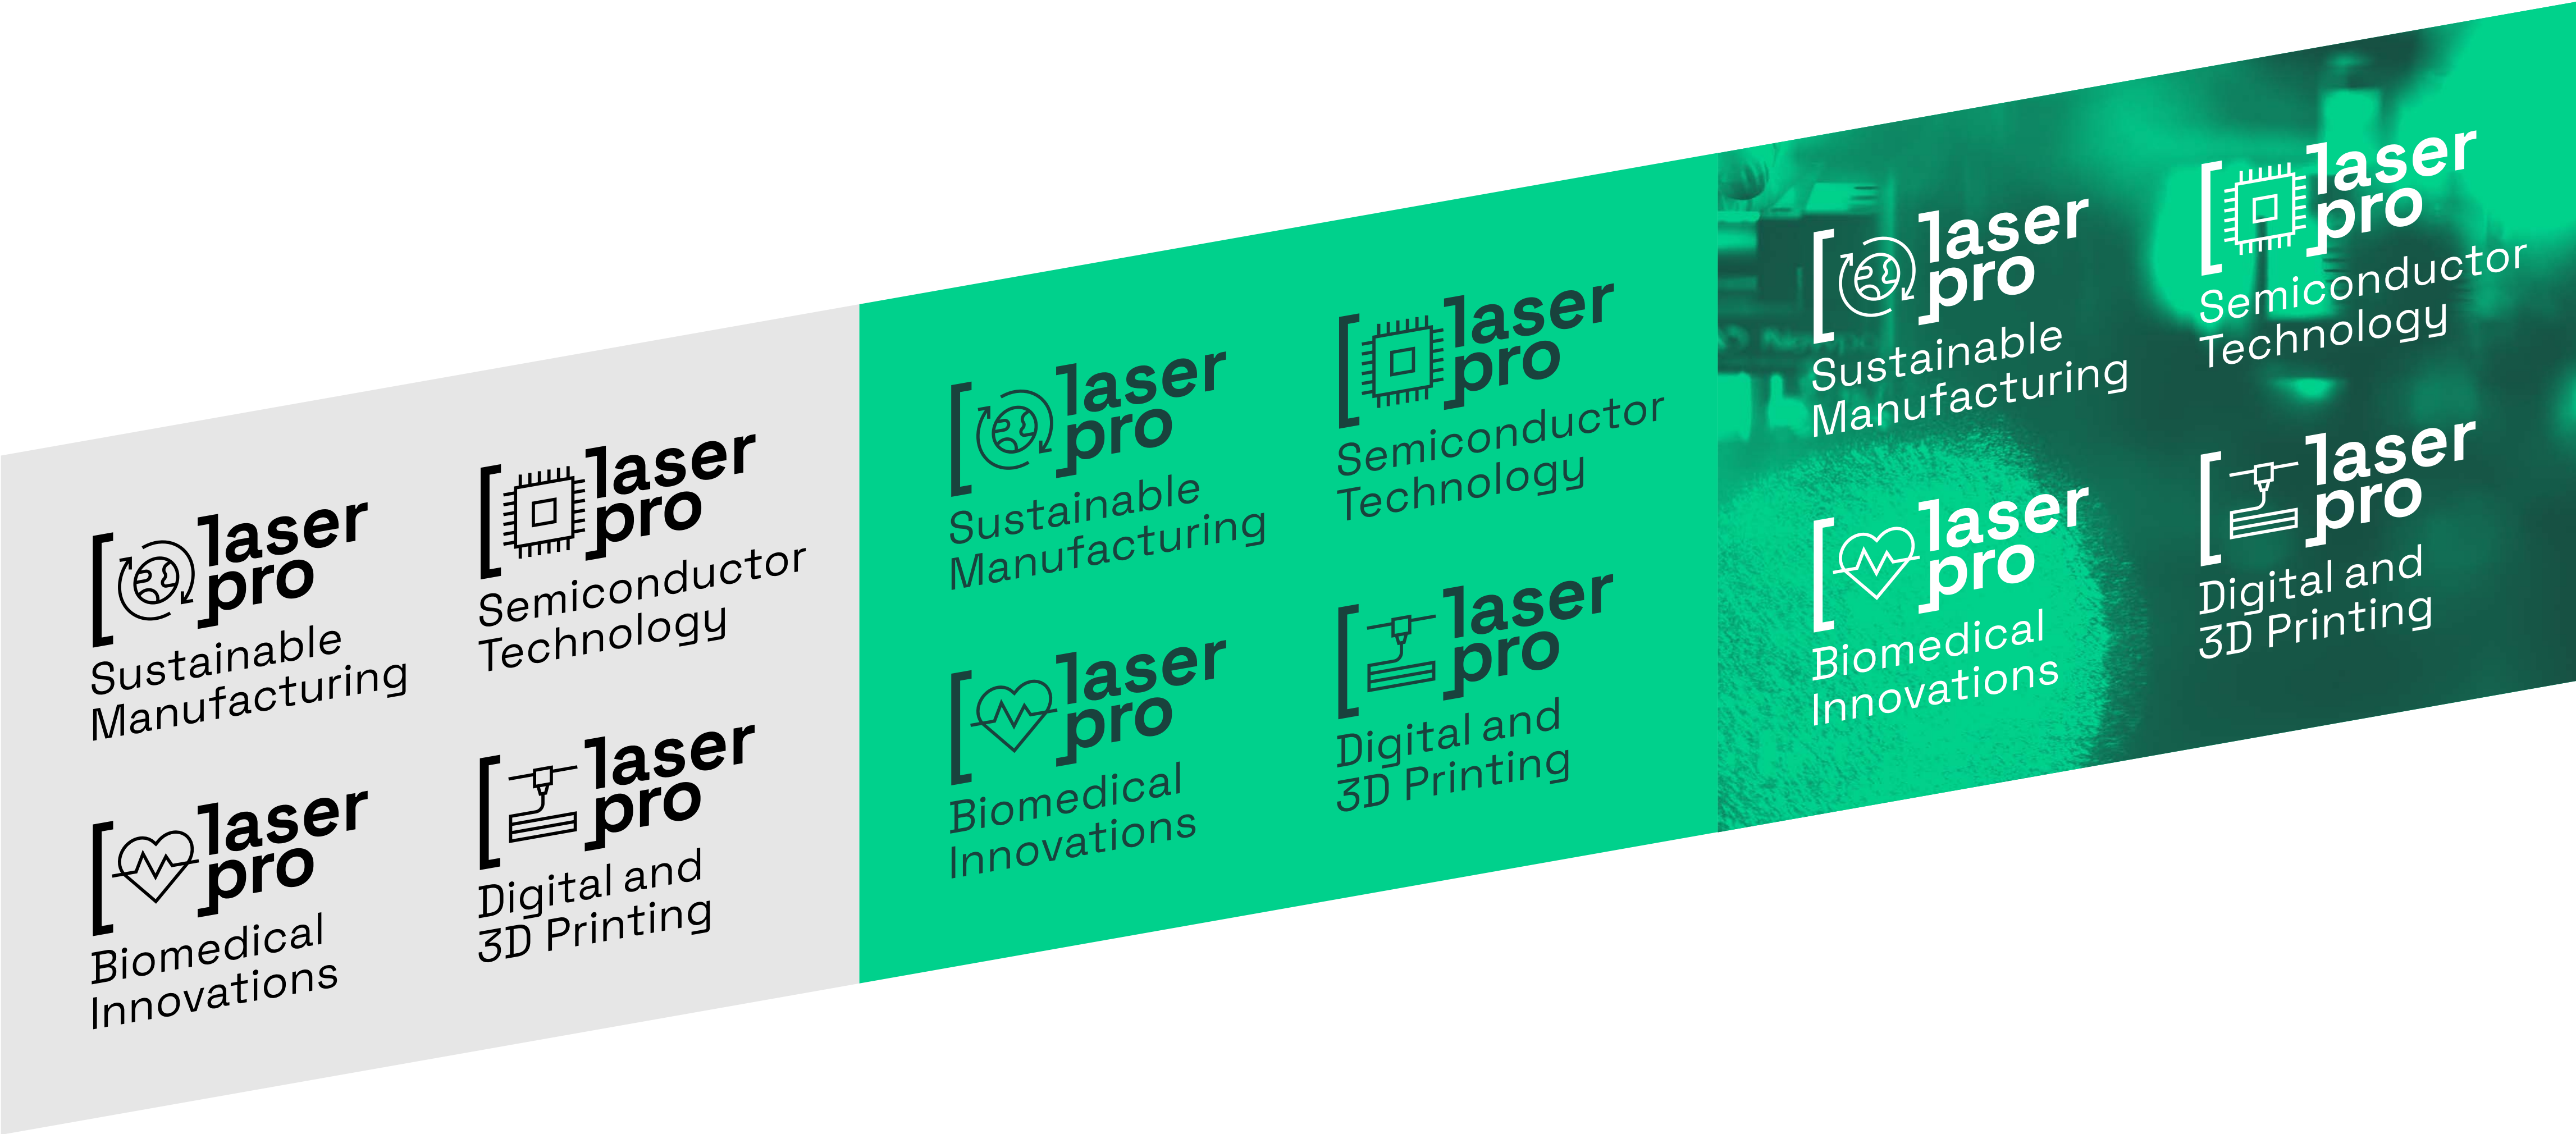 laser
pro
Sustainable
Manufacturing
laser
pro
Semiconductor
Technology
laser
pro
Biomedical
Innovations
laser
pro
Digital and
3D Printing
laser
pro
Sustainable
Manufacturing
laser
pro
Semiconductor
Technology
laser
pro
Biomedical
Innovations
laser
pro
Digital and
3D Printing
laser
pro
Sustainable
Manufacturing
laser
pro
Semiconductor
Technology
laser
pro
Biomedical
Innovations
laser
pro
Digital and
3D Printing